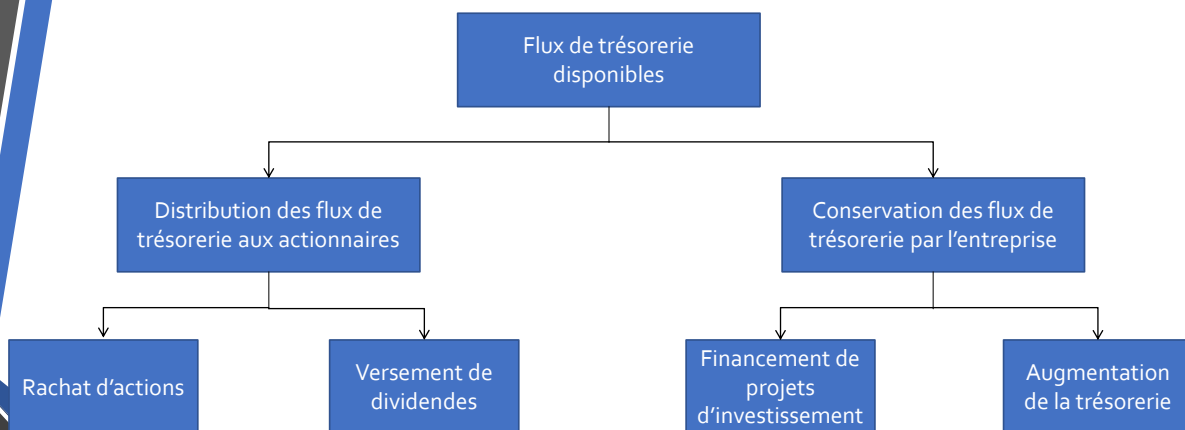 Flux de trésorerie
disponibles
Distribution des flux de
trésorerie aux actionnaires
Conservation des flux de
trésorerie par l'entreprise
Rachat d'actions
Versement de
dividendes
Financement de
projets
d'investissement
Augmentation
de la trésorerie